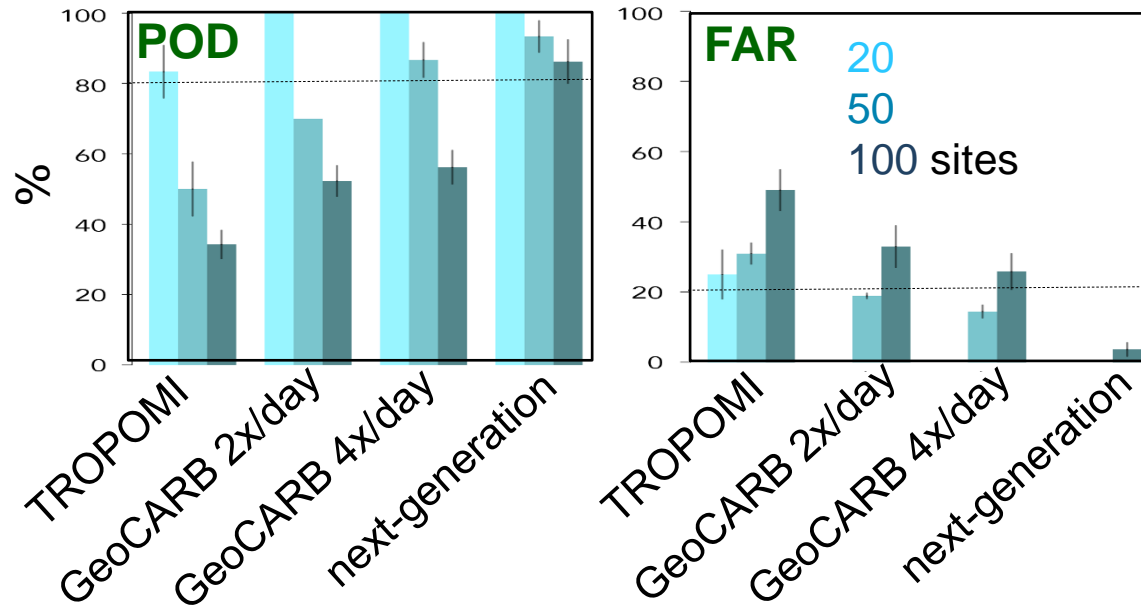 POD
100
80
60
40
20
0
%
TROPOMI
GeoCARB 2x/day
GeoCARB 4x/day
next-generation
FAR
20
50
100 sites
100
80
60
40
20
0
TROPOMI
GeoCARB 2x/day
GeoCARB 4x/day
next-generation